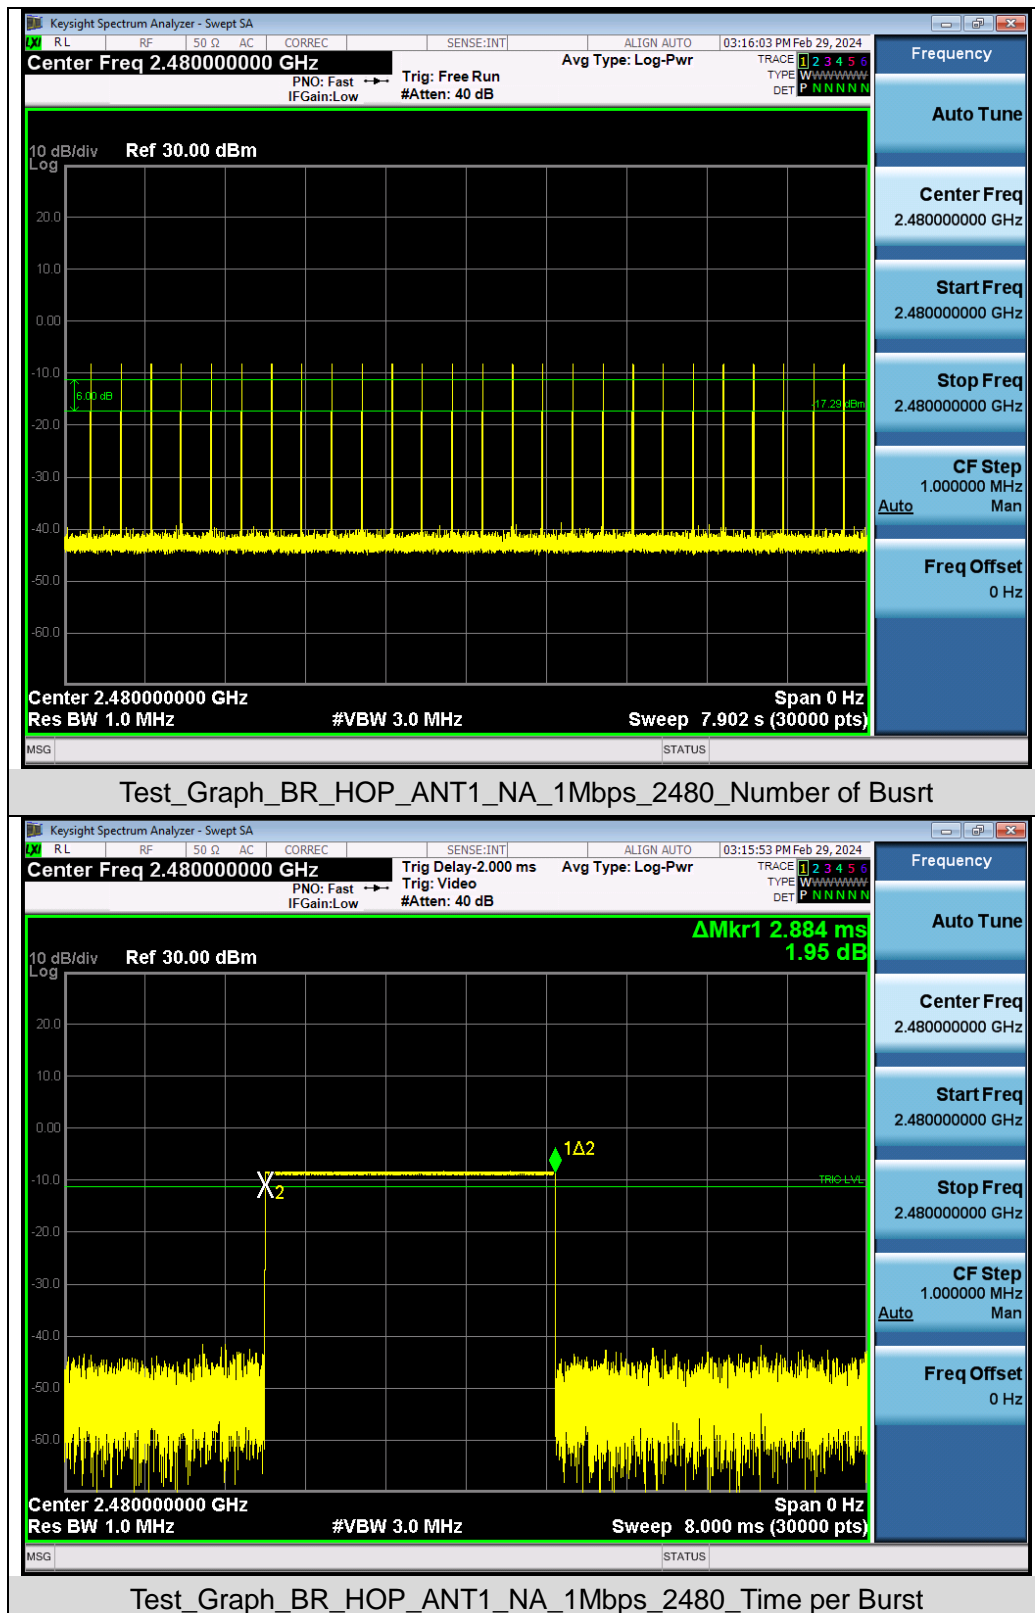 Keysight Spectrum Analyzer - Swept SA
LXI RL RF 50 Ω AC CORREC SENSE:INT ALIGN AUTO 03:16:03 PM Feb 29, 2024
Center Freq 2.480000000 GHz
PNO: Fast
IFGain:Low
Trig: Free Run
#Atten: 40 dB
Avg Type: Log-Pwr
TRACE 1 2 3 4 5 6
TYPE WWWWWW
DET P N N N N N
10 dB/div Ref 30.00 dBm
Log
20.0
10.0
0.00
-10.0
6.00 dB
-17.29 dBm
-20.0
-30.0
-40.0
-50.0
-60.0
Center 2.480000000 GHz Span 0 Hz
Res BW 1.0 MHz #VBW 3.0 MHz Sweep 7.902 s (30000 pts)
MSG STATUS
Frequency
Auto Tune
Center Freq
2.480000000 GHz
Start Freq
2.480000000 GHz
Stop Freq
2.480000000 GHz
CF Step
1.000000 MHz
Auto Man
Freq Offset
0 Hz
Test_Graph_BR_HOP_ANT1_NA_1Mbps_2480_Number of Busrt
Keysight Spectrum Analyzer - Swept SA
LXI RL RF 50 Ω AC CORREC SENSE:INT ALIGN AUTO 03:15:53 PM Feb 29, 2024
Center Freq 2.480000000 GHz
PNO: Fast
IFGain:Low
Trig Delay-2.000 ms
Trig: Video
#Atten: 40 dB
Avg Type: Log-Pwr
TRACE 1 2 3 4 5 6
TYPE WWWWWW
DET P N N N N N
ΔMkr1 2.884 ms
1.95 dB
10 dB/div Ref 30.00 dBm
Log
20.0
10.0
0.00
1Δ2
-10.0
TRIG LVL
2
-20.0
-30.0
-40.0
-50.0
-60.0
Center 2.480000000 GHz Span 0 Hz
Res BW 1.0 MHz #VBW 3.0 MHz Sweep 8.000 ms (30000 pts)
MSG STATUS
Frequency
Auto Tune
Center Freq
2.480000000 GHz
Start Freq
2.480000000 GHz
Stop Freq
2.480000000 GHz
CF Step
1.000000 MHz
Auto Man
Freq Offset
0 Hz
Test_Graph_BR_HOP_ANT1_NA_1Mbps_2480_Time per Burst